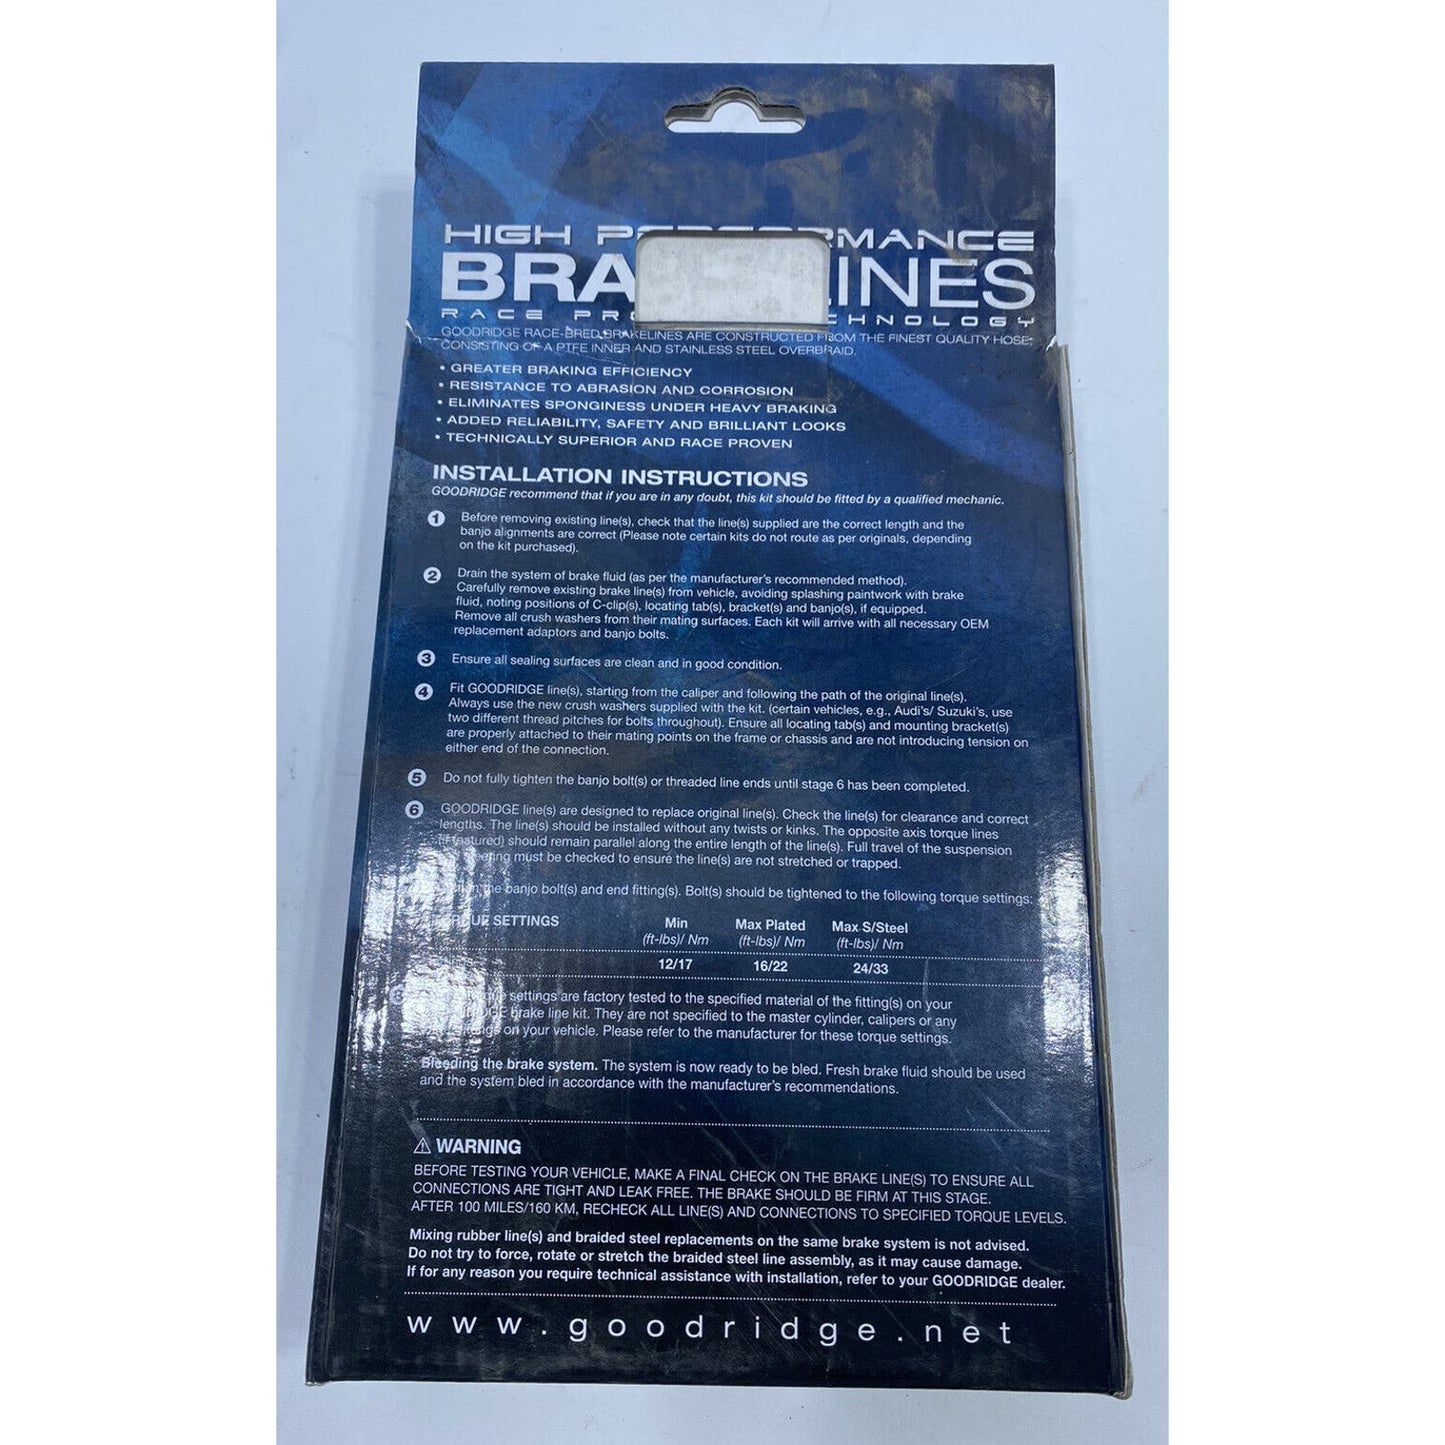 HIGH PERFORMANCE
BRA INES
RACE PRO CHNOLOGY
GOODRIDGE RACE-BRED BRAKELINES ARE CONSTRUCTED FROM THE FINEST QUALITY HOSE-
CONSISTING OF A PTFE INNER AND STAINLESS STEEL OVERBRAID.
• GREATER BRAKING EFFICIENCY
• RESISTANCE TO ABRASION AND CORROSION
• ELIMINATES SPONGINESS UNDER HEAVY BRAKING
• ADDED RELIABILITY, SAFETY AND BRILLIANT LOOKS
• TECHNICALLY SUPERIOR AND RACE PROVEN
INSTALLATION INSTRUCTIONS
GOODRIDGE recommend that if you are in any doubt, this kit should be fitted by a qualified mechanic.
1 Before removing existing line(s), check that the line(s) supplied are the correct length and the
banjo alignments are correct (Please note certain kits do not route as per originals, depending
on the kit purchased).
2 Drain the system of brake fluid (as per the manufacturer's recommended method).
Carefully remove existing brake line(s) from vehicle, avoiding splashing paintwork with brake
fluid, noting positions of C-clip(s), locating tab(s), bracket(s) and banjo(s), if equipped.
Remove all crush washers from their mating surfaces. Each kit will arrive with all necessary OEM
replacement adaptors and banjo bolts.
3 Ensure all sealing surfaces are clean and in good condition.
4 Fit GOODRIDGE line(s), starting from the caliper and following the path of the original line(s).
Always use the new crush washers supplied with the kit. (certain vehicles, e.g., Audi's/ Suzuki's, use
two different thread pitches for bolts throughout). Ensure all locating tab(s) and mounting bracket(s)
are properly attached to their mating points on the frame or chassis and are not introducing tension on
either end of the connection.
5 Do not fully tighten the banjo bolt(s) or threaded line ends until stage 6 has been completed.
6 GOODRIDGE line(s) are designed to replace original line(s). Check the line(s) for clearance and correct
lengths. The line(s) should be installed without any twists or kinks. The opposite axis torque lines
(if featured) should remain parallel along the entire length of the line(s). Full travel of the suspension
steering must be checked to ensure the line(s) are not stretched or trapped.
the banjo bolt(s) and end fitting(s). Bolt(s) should be tightened to the following torque settings:
TORQUE SETTINGS Min Max Plated Max S/Steel
(ft-lbs)/ Nm (ft-lbs)/ Nm (ft-lbs)/ Nm
12/17 16/22 24/33
settings are factory tested to the specified material of the fitting(s) on your
brake line kit. They are not specified to the master cylinder, calipers or any
on your vehicle. Please refer to the manufacturer for these torque settings.
Bleeding the brake system. The system is now ready to be bled. Fresh brake fluid should be used
and the system bled in accordance with the manufacturer's recommendations.
⚠ WARNING
BEFORE TESTING YOUR VEHICLE, MAKE A FINAL CHECK ON THE BRAKE LINE(S) TO ENSURE ALL
CONNECTIONS ARE TIGHT AND LEAK FREE. THE BRAKE SHOULD BE FIRM AT THIS STAGE.
AFTER 100 MILES/160 KM, RECHECK ALL LINE(S) AND CONNECTIONS TO SPECIFIED TORQUE LEVELS.
Mixing rubber line(s) and braided steel replacements on the same brake system is not advised.
Do not try to force, rotate or stretch the braided steel line assembly, as it may cause damage.
If for any reason you require technical assistance with installation, refer to your GOODRIDGE dealer.
www.goodridge.net